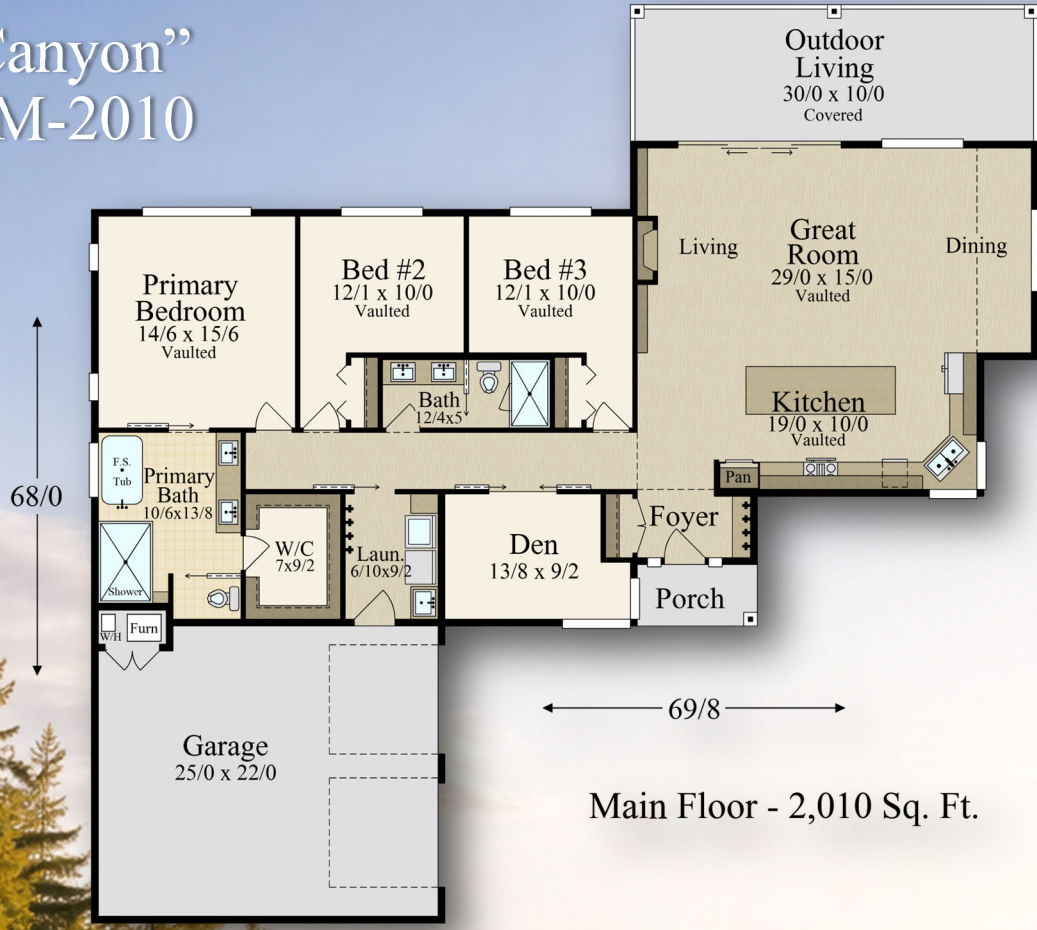 Canyon”
M-2010
Outdoor
Living
30/0 x 10/0
Covered
Great
Room
29/0 x 15/0
Vaulted
Living
Dining
Primary
Bedroom
14/6 x 15/6
Vaulted
Bed #2
12/1 x 10/0
Vaulted
Bed #3
12/1 x 10/0
Vaulted
Bath
12/4x5'
Kitchen
19/0 x 10/0
Vaulted
Pan
F.S.
Tub
Primary
Bath
10/6x13/8
Shower
W/C
7x9/2
Laun.
6/10x9/2
Den
13/8 x 9/2
Foyer
Porch
W/H
Furn
68/0
69/8
Garage
25/0 x 22/0
Main Floor - 2,010 Sq. Ft.